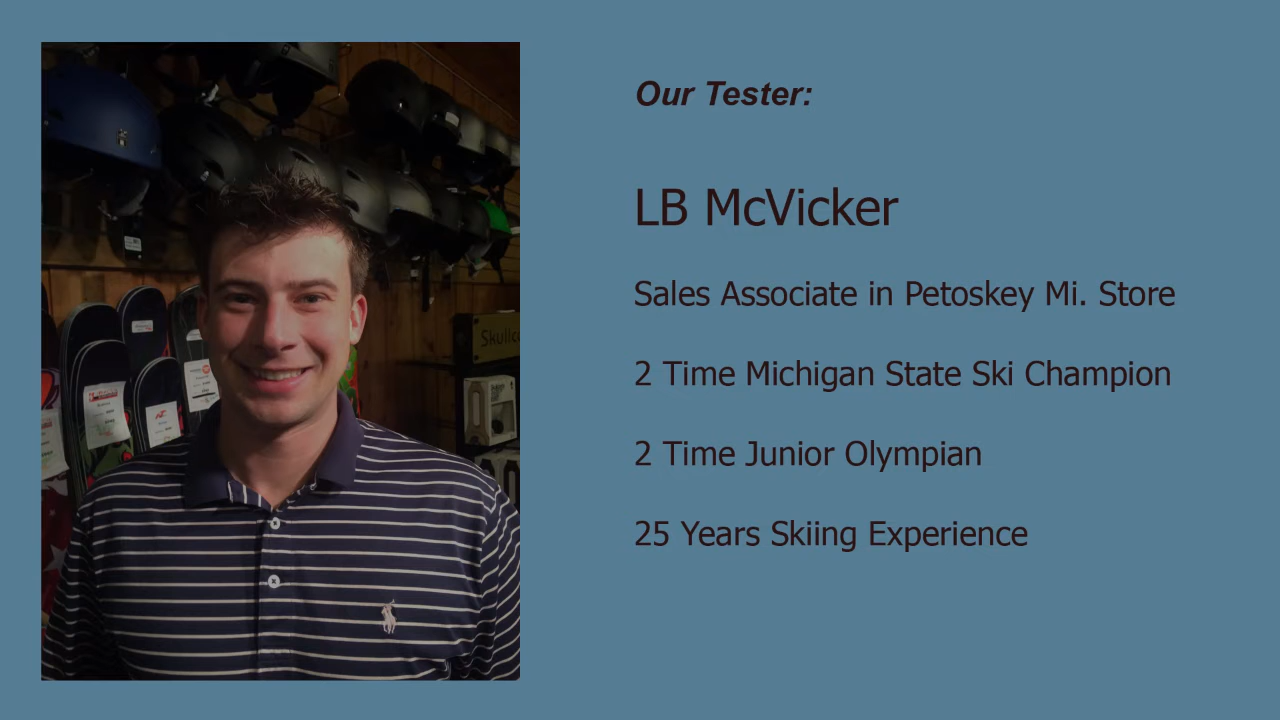 Our Tester:
LB McVicker
Sales Associate in Petoskey Mi. Store
2 Time Michigan State Ski Champion
2 Time Junior Olympian
25 Years Skiing Experience